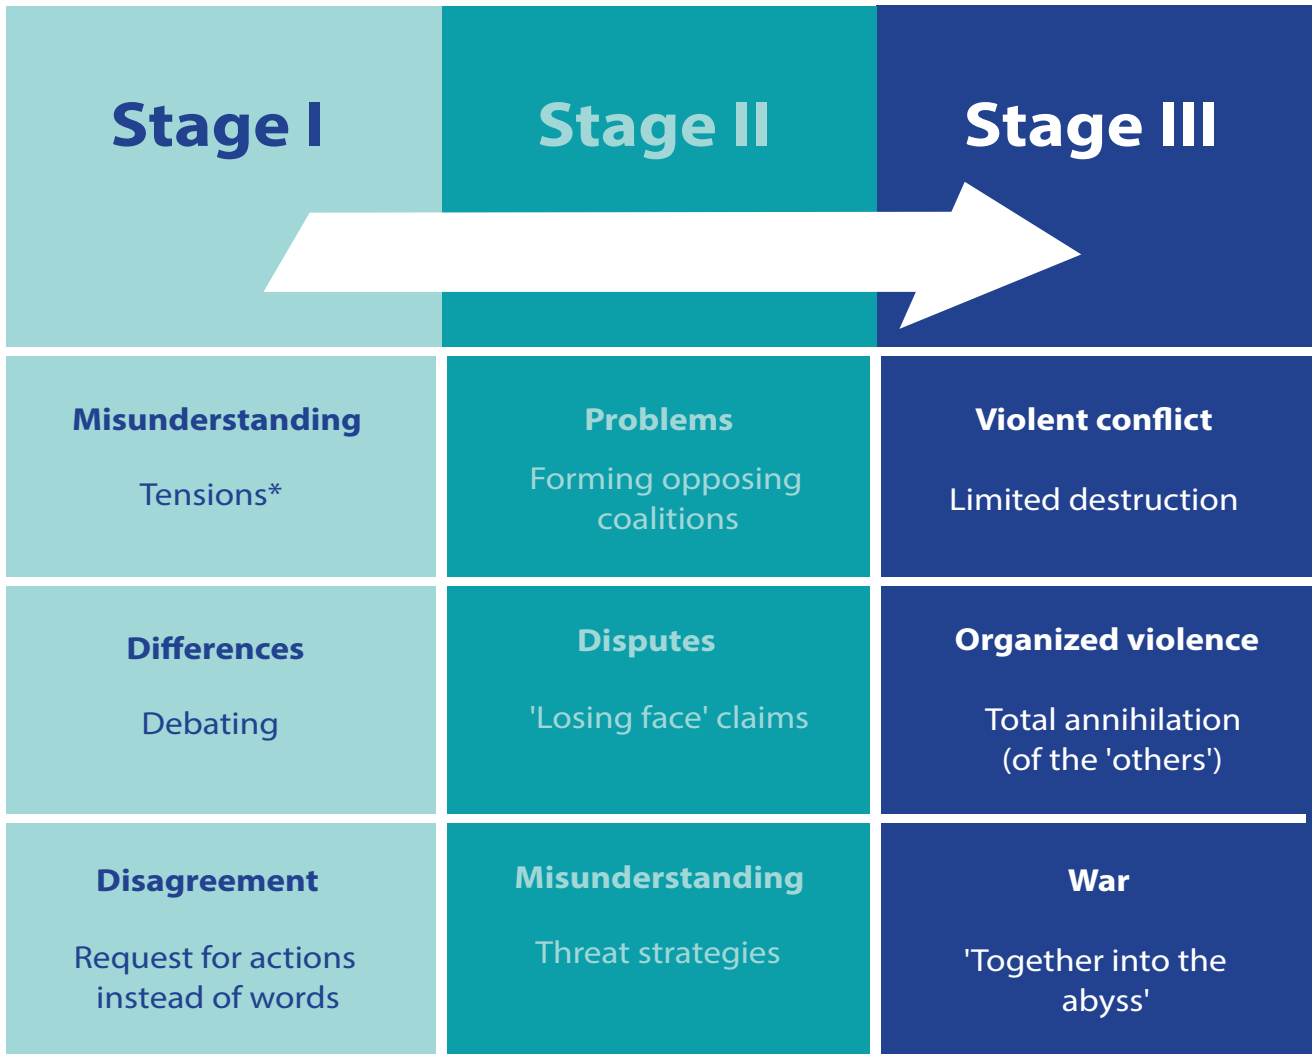 Stage I
Stage II
Stage III
Misunderstanding
Tensions*
Problems
Forming opposing
coalitions
Violent conflict
Limited destruction
Differences
Debating
Disputes
'Losing face' claims
Organized violence
Total annihilation
(of the 'others')
Disagreement
Request for actions
instead of words
Misunderstanding
Threat strategies
War
'Together into the
abyss'